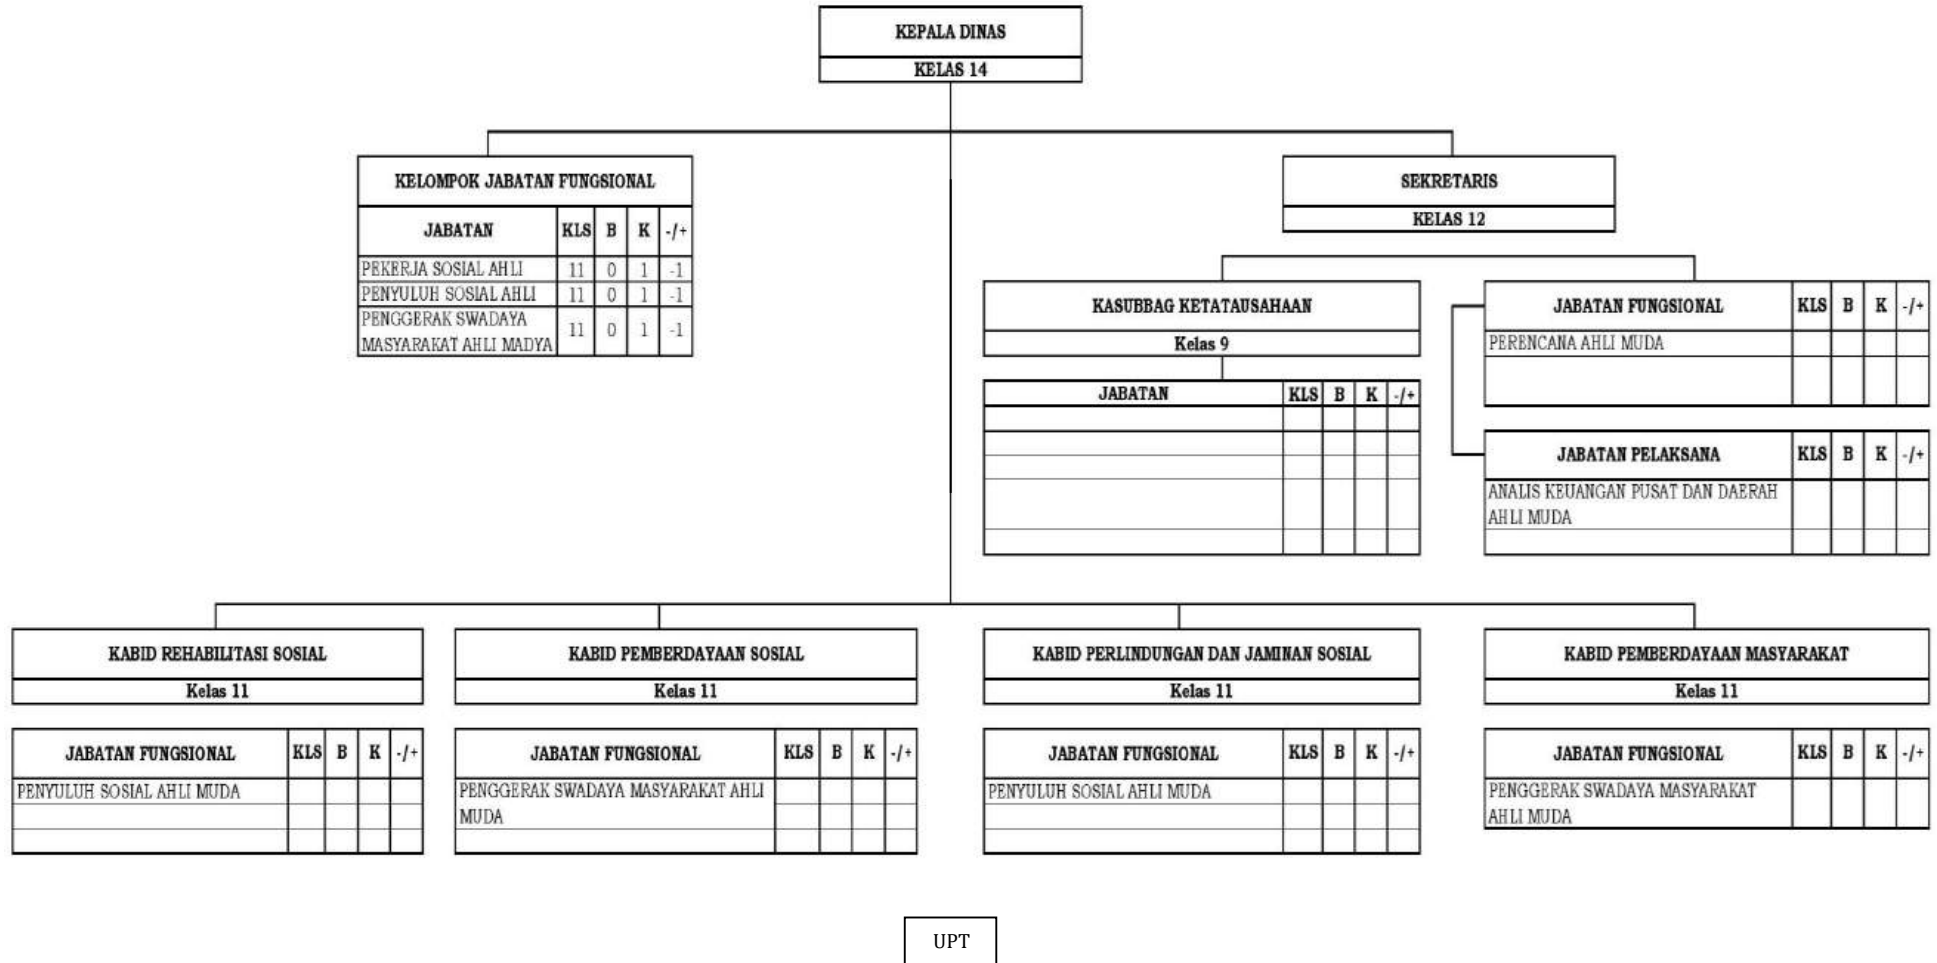 KEPALA DINAS
KELAS 14
KELOMPOK JABATAN FUNGSIONAL
JABATAN KLS B K -/+
PEKERJA SOSIAL AHLI 11 0 1 -1
PENYULUH SOSIAL AHLI 11 0 1 -1
PENGGERAK SWADAYA
MASYARAKAT AHLI MADYA 11 0 1 -1
SEKRETARIS
KELAS 12
KASUBBAG KETATAUSAHAAN
Kelas 9
JABATAN KLS B K -/+
JABATAN FUNGSIONAL KLS B K -/+
PERENCANA AHLI MUDA
JABATAN PELAKSANA KLS B K -/+
ANALIS KEUANGAN PUSAT DAN DAERAH
AHLI MUDA
KABID REHABILITASI SOSIAL
Kelas 11
JABATAN FUNGSIONAL KLS B K -/+
PENYULUH SOSIAL AHLI MUDA
KABID PEMBERDAYAAN SOSIAL
Kelas 11
JABATAN FUNGSIONAL KLS B K -/+
PENGGERAK SWADAYA MASYARAKAT AHLI
MUDA
KABID PERLINDUNGAN DAN JAMINAN SOSIAL
Kelas 11
JABATAN FUNGSIONAL KLS B K -/+
PENYULUH SOSIAL AHLI MUDA
KABID PEMBERDAYAAN MASYARAKAT
Kelas 11
JABATAN FUNGSIONAL KLS B K -/+
PENGGERAK SWADAYA MASYARAKAT
AHLI MUDA
UPT